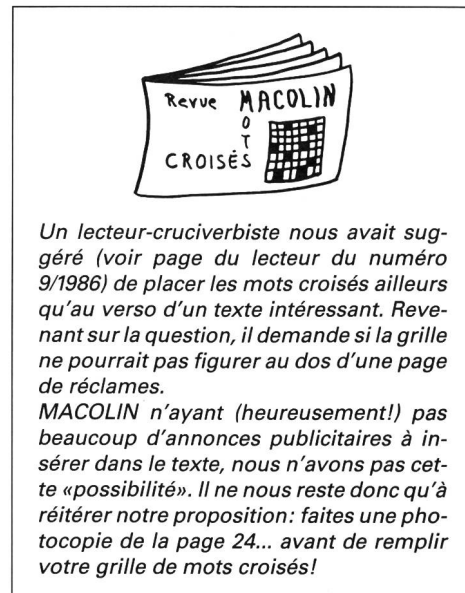 Revue MACOLIN
O
T
CROISÉS
Un lecteur-cruciverbiste nous avait sug-
géré (voir page du lecteur du numéro
9/1986) de placer les mots croisés ailleurs
qu'au verso d'un texte intéressant. Reve-
nant sur la question, il demande si la grille
ne pourrait pas figurer au dos d'une page
de réclames.
MACOLIN n'ayant (heureusement!) pas
beaucoup d'annonces publicitaires à in-
sérer dans le texte, nous n'avons pas cet-
te «possibilité». Il ne nous reste donc qu'à
réitérer notre proposition: faites une pho-
tocopie de la page 24... avant de remplir
votre grille de mots croisés!